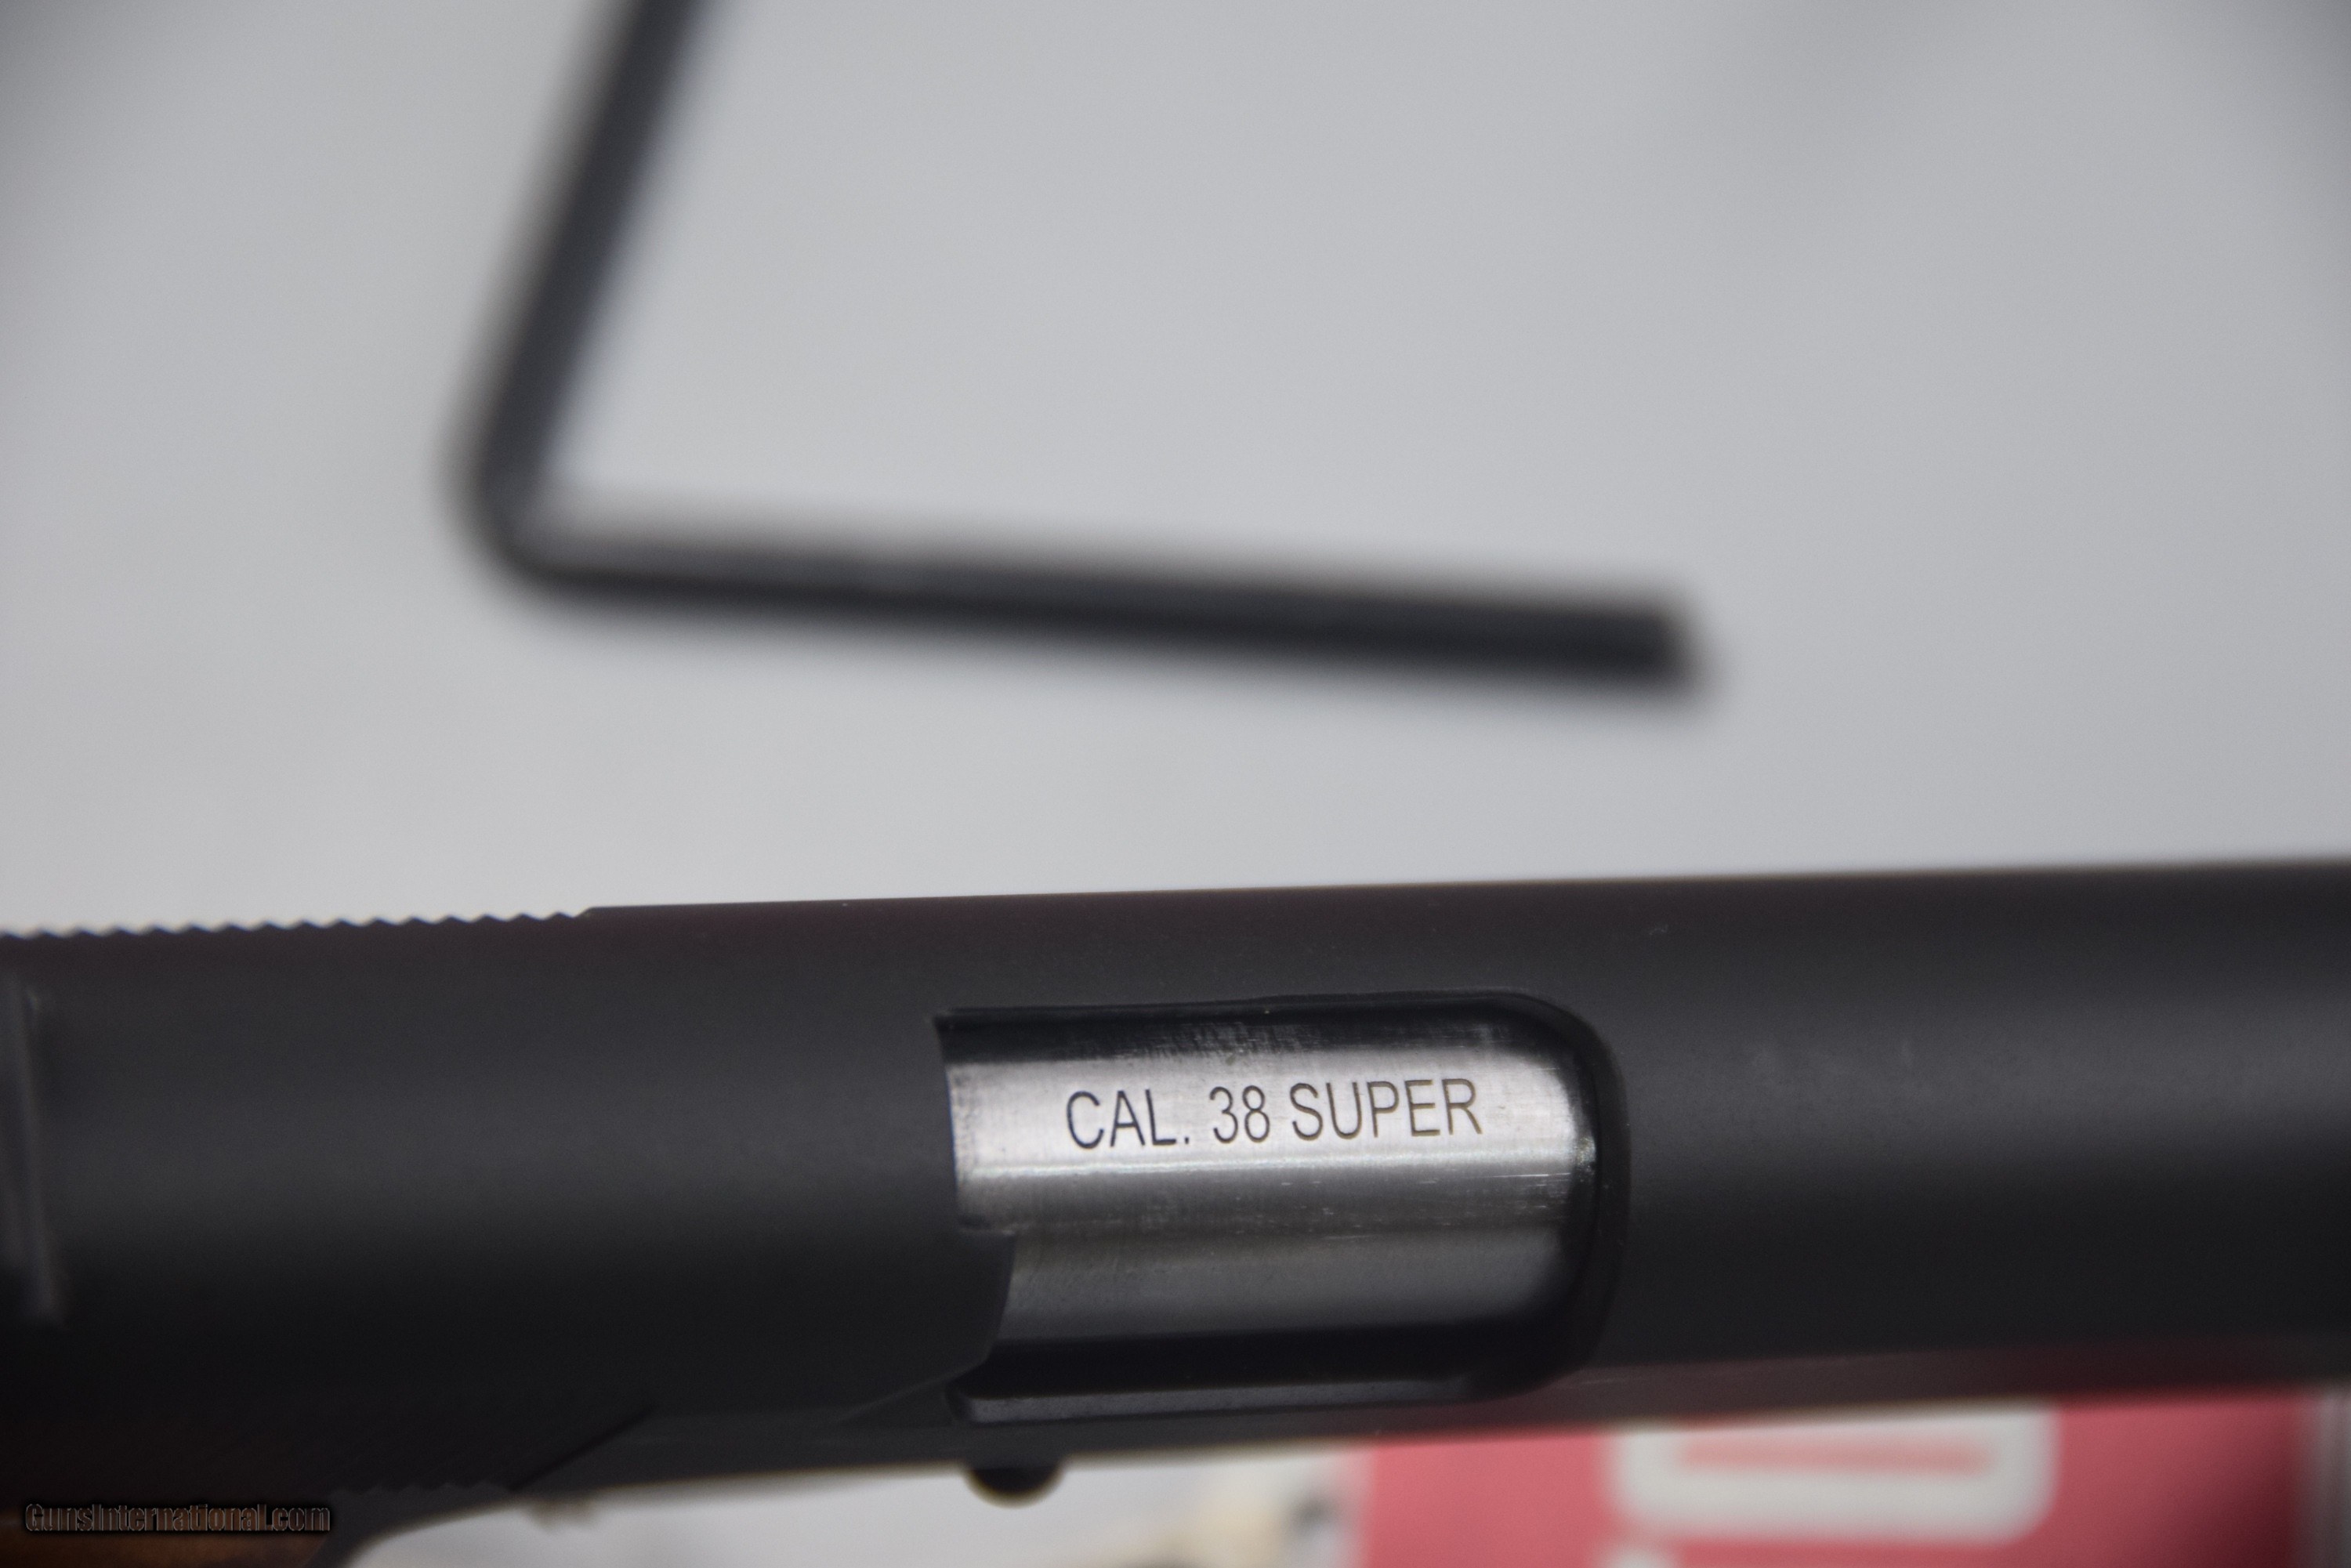 CAL. 38 SUPER
GunsInternational.com